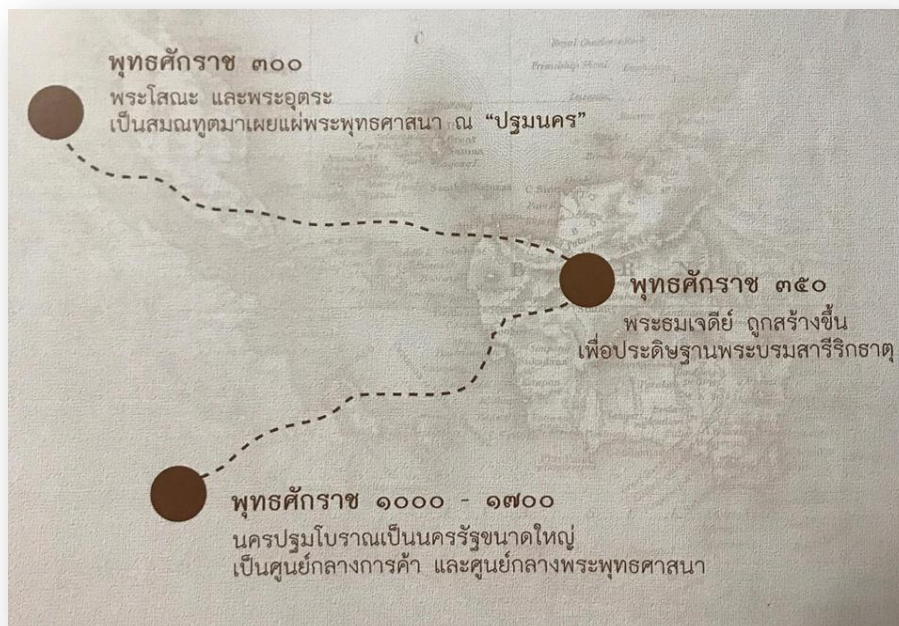 พุทธศักราช ๓๐๐
พระโสณะ และพระอุตระ
เป็นสมณทูตมาเผยแผ่พระพุทธศาสนา ณ “ปฐมนคร”
พุทธศักราช ๓๕๐
พระธมเจดีย์ ถูกสร้างขึ้น
เพื่อประดิษฐานพระบรมสารีริกธาตุ
พุทธศักราช ๑๐๐๐ - ๑๗๐๐
นครปฐมโบราณเป็นนครรัฐขนาดใหญ่
เป็นศูนย์กลางการค้า และศูนย์กลางพระพุทธศาสนา